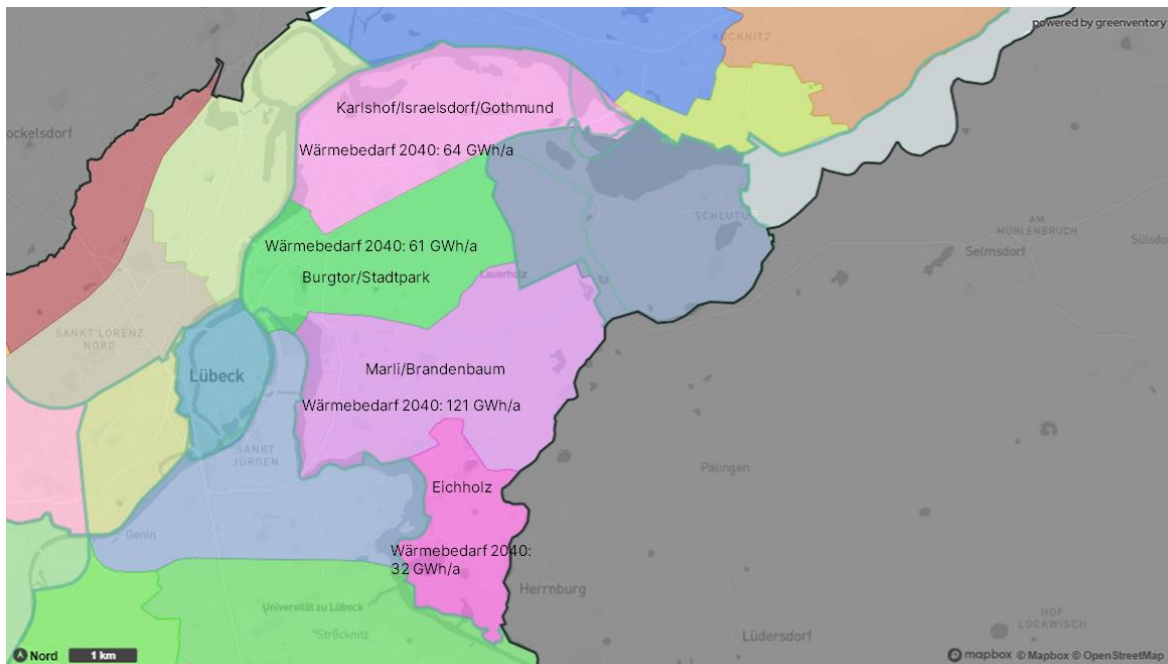 powered by greenventory
KÜCKNITZ
Karlshof/Israelsdorf/Gothmund
ockelsdorf
Wärmebedarf 2040: 64 GWh/a
SCHLUTU
AM
MÜHLENBRUCH
Wärmebedarf 2040: 61 GWh/a
Selmsdorf
Sülsdo
Lauerholz
Burgtor/Stadtpark
SANKT LORENZ
NORD
Lübeck
Marli/Brandenbaum
Wärmebedarf 2040: 121 GWh/a
SANKT
JÜRGEN
Palingen
Eichholz
Genin
Wärmebedarf 2040:
32 GWh/a
Herrnburg
Universität zu Lübeck
Strecknitz
HOF
LOCKWISCH
Lüdersdorf
Nord
1 km
mapbox © Mapbox © OpenStreetMap